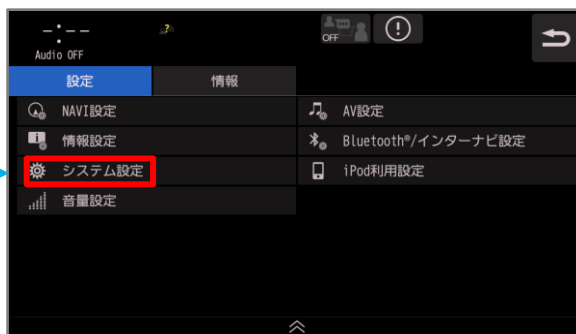 -:--
?
OFF
!
Audio OFF
設定
情報
NAVI設定
AV設定
情報設定
Bluetooth®/インターナビ設定
システム設定
iPod利用設定
音量設定